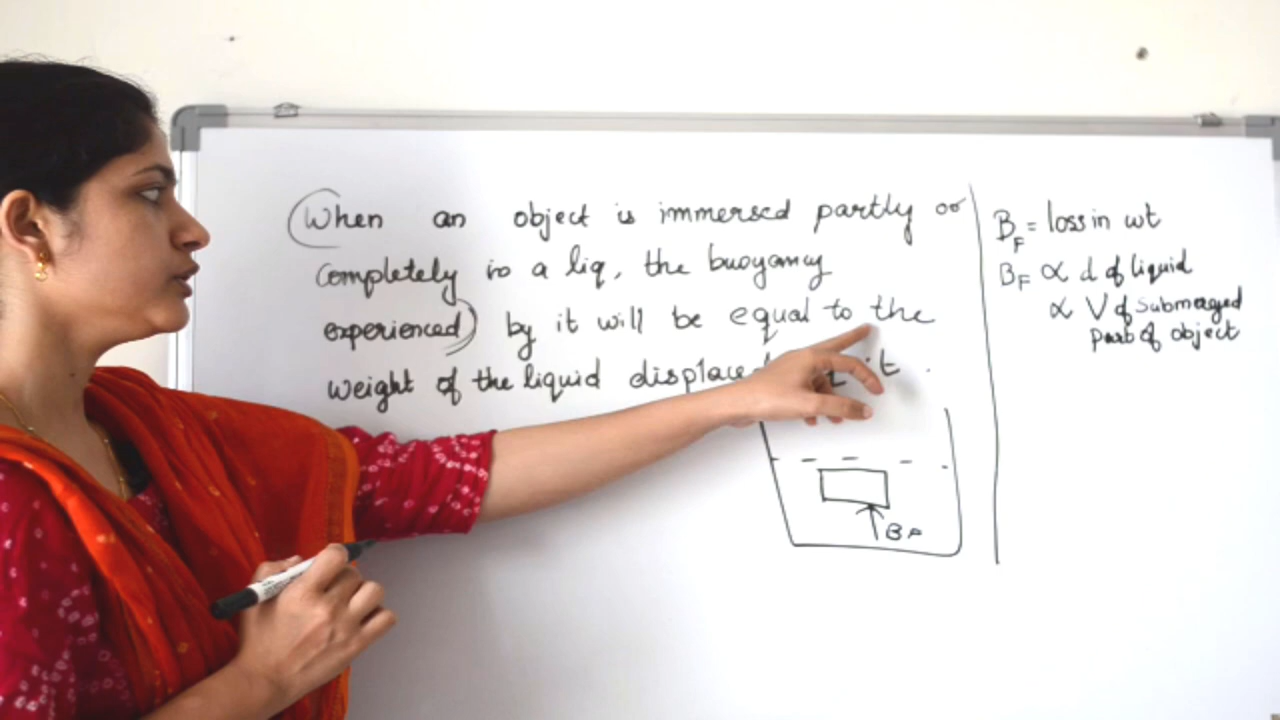 When an object is immersed partly or
completely in a liq, the buoyancy
experienced) by it will be equal to the
weight of the liquid displaced it.
BF
BF = loss in wt
BF ∝ d of liquid
∝ V of submerged
part of object